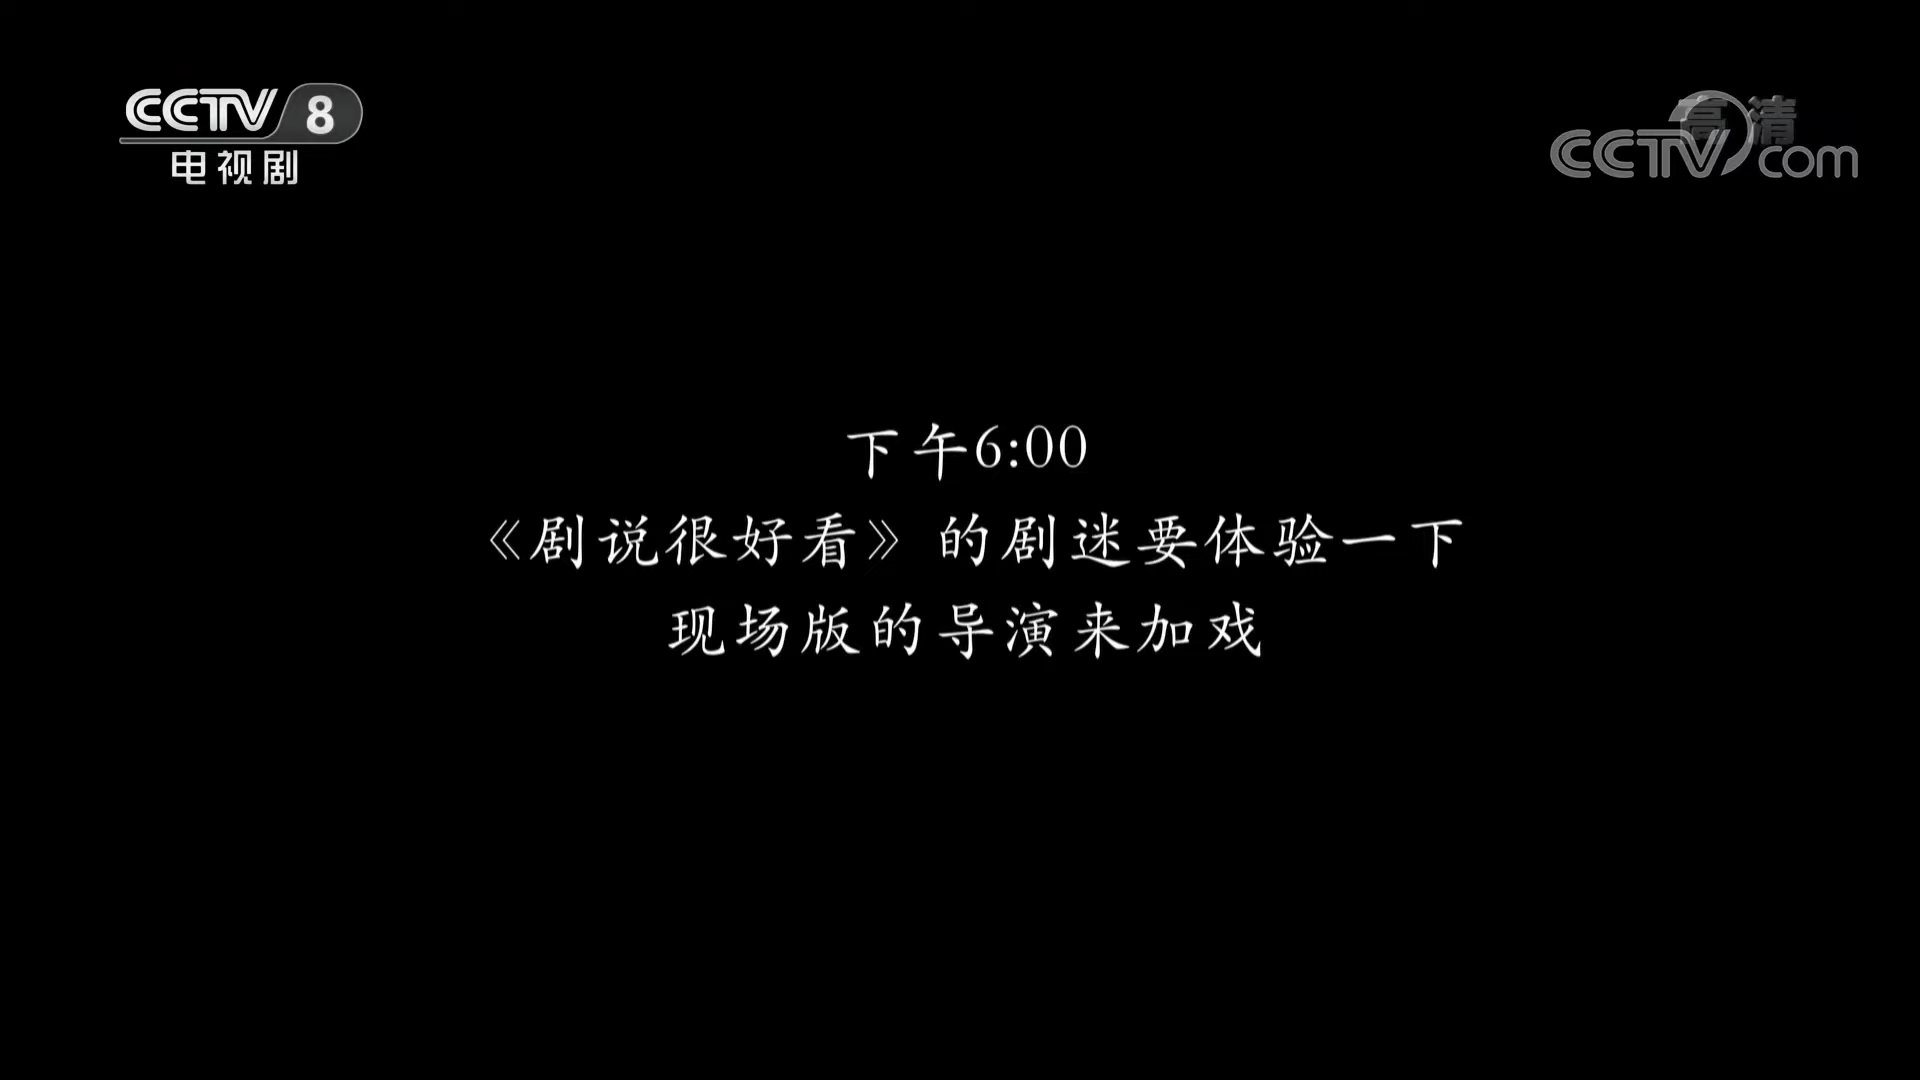 CCTV 8
电视剧
高清
CCTV com
下午6:00
《剧说很好看》的剧迷要体验一下
现场版的导演来加戏